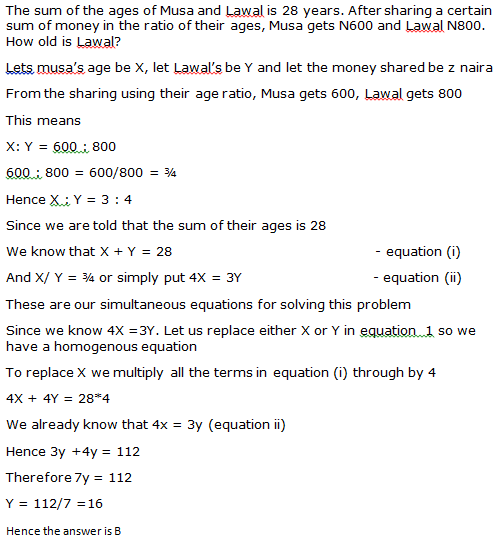 The sum of the ages of Musa and Lawal is 28 years. After sharing a certain
sum of money in the ratio of their ages, Musa gets N600 and Lawal N800.
How old is Lawal?
Lets musa’s age be X, let Lawal’s be Y and let the money shared be z naira
From the sharing using their age ratio, Musa gets 600, Lawal gets 800
This means
X: Y = 600 : 800
600 : 800 = 600/800 = ¾
Hence X : Y = 3 : 4
Since we are told that the sum of their ages is 28
We know that X + Y = 28 - equation (i)
And X/ Y = ¾ or simply put 4X = 3Y - equation (ii)
These are our simultaneous equations for solving this problem
Since we know 4X =3Y. Let us replace either X or Y in equation 1 so we
have a homogenous equation
To replace X we multiply all the terms in equation (i) through by 4
4X + 4Y = 28*4
We already know that 4x = 3y (equation ii)
Hence 3y +4y = 112
Therefore 7y = 112
Y = 112/7 =16
Hence the answer is B